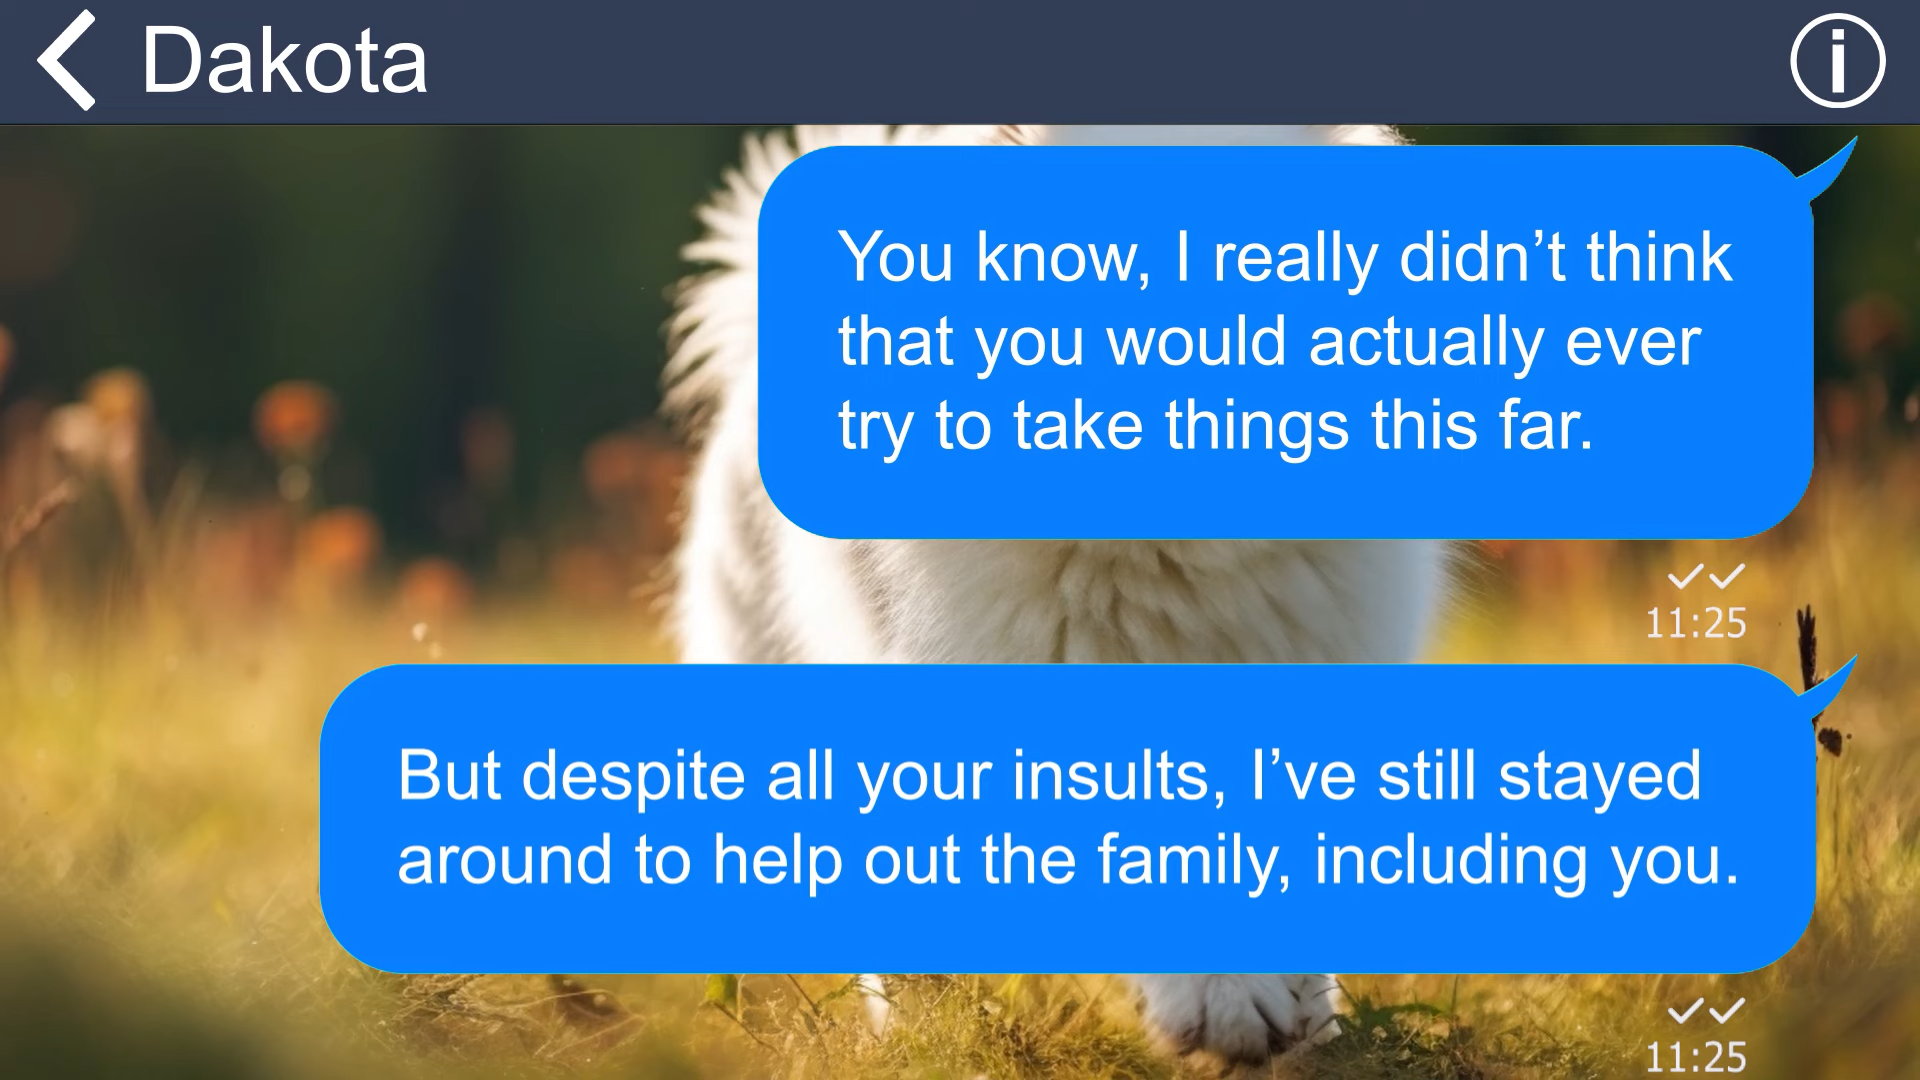 Dakota
You know, I really didn’t think
that you would actually ever
try to take things this far.
11:25
But despite all your insults, I’ve still stayed
around to help out the family, including you.
11:25